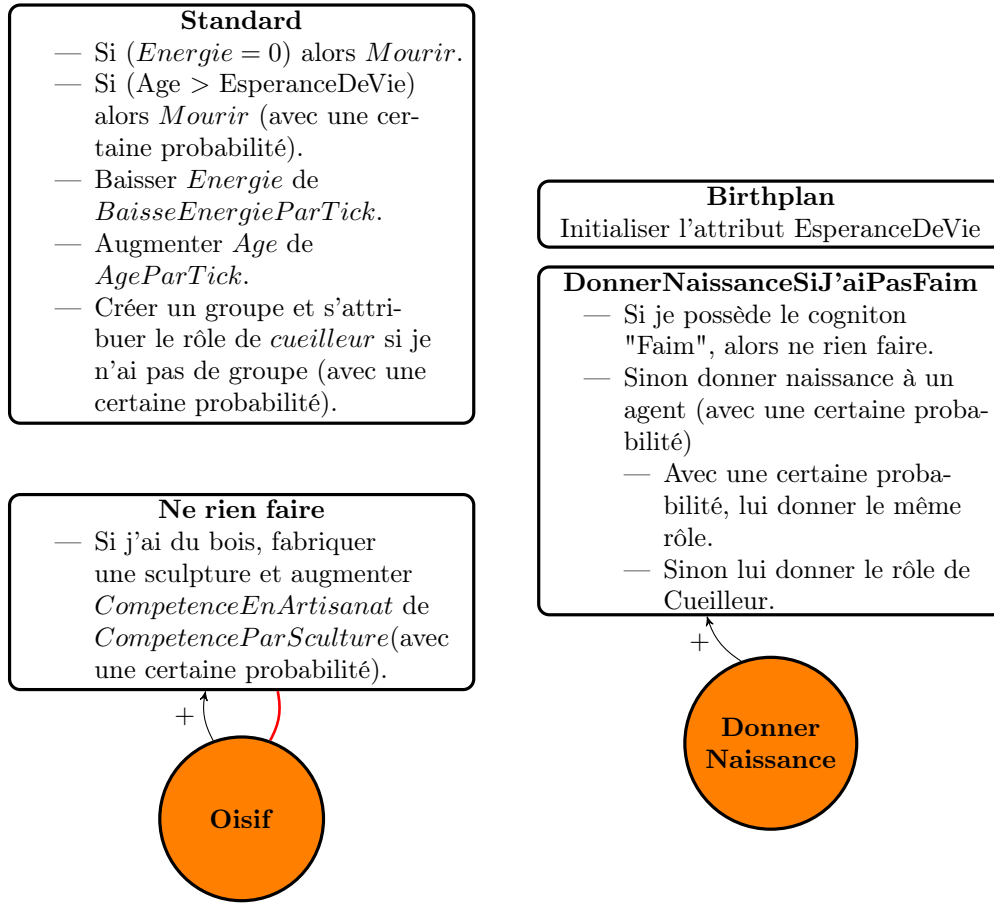 Standard
— Si (Energie = 0) alors Mourir.
— Si (Age > EsperanceDeVie)
alors Mourir (avec une cer-
taine probabilité).
— Baisser Energie de
BaisseEnergieParTick.
— Augmenter Age de
AgeParTick.
— Créer un groupe et s'attri-
buer le rôle de cueilleur si je
n'ai pas de groupe (avec une
certaine probabilité).
Birthplan
Initialiser l'attribut EsperanceDeVie
DonnerNaissanceSiJ'aiPasFaim
— Si je possède le cogniton
"Faim", alors ne rien faire.
— Sinon donner naissance à un
agent (avec une certaine proba-
bilité)
— Avec une certaine proba-
bilité, lui donner le même
rôle.
— Sinon lui donner le rôle de
Cueilleur.
Ne rien faire
— Si j'ai du bois, fabriquer
une sculpture et augmenter
CompetenceEnArtisanat de
CompetenceParSculture(avec
une certaine probabilité).
+
Oisif
+
Donner
Naissance